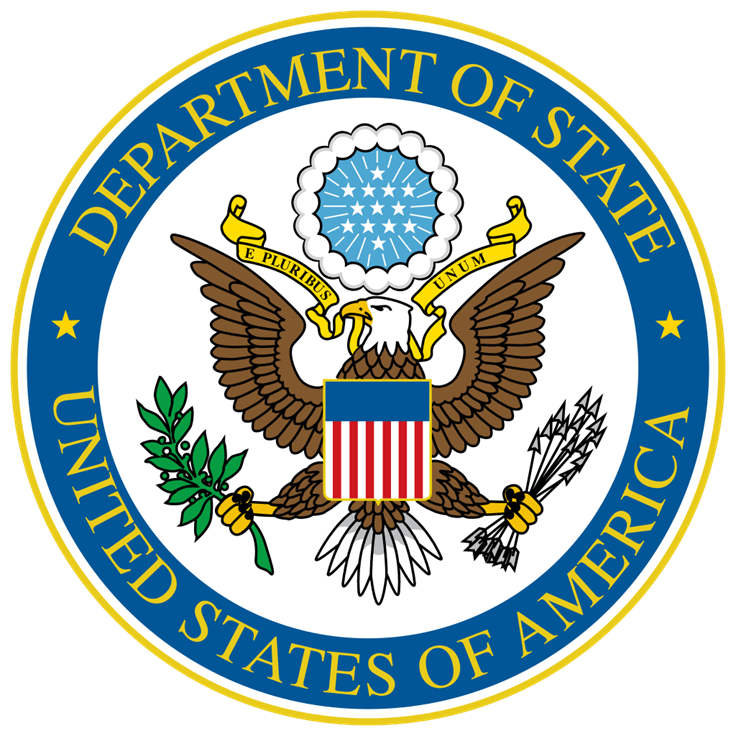 DEPARTMENT OF STATE
E PLURIBUS UNUM
UNITED STATES OF AMERICA